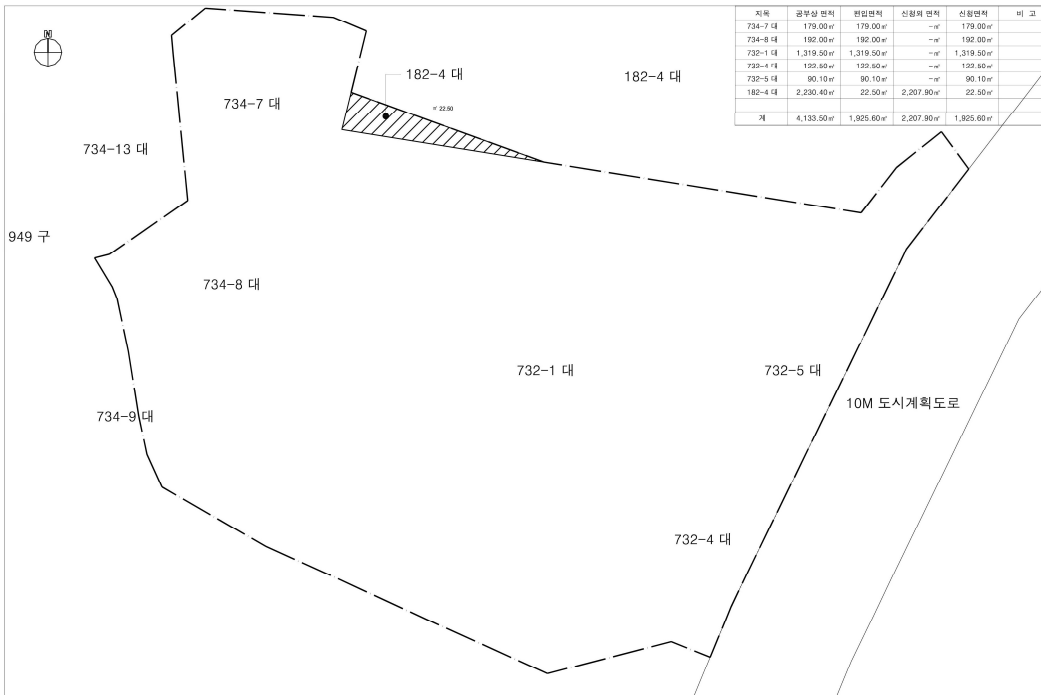 N
지목 공부상 면적 편입면적 신청외 면적 신청면적 비 고
734-7 대 179.00㎡ 179.00㎡ -㎡ 179.00㎡
734-8 대 192.00㎡ 192.00㎡ -㎡ 192.00㎡
732-1 대 1,319.50㎡ 1,319.50㎡ -㎡ 1,319.50㎡
732-4 대 122.50㎡ 122.50㎡ -㎡ 122.50㎡
732-5 대 90.10㎡ 90.10㎡ -㎡ 90.10㎡
182-4 대 2,230.40㎡ 22.50㎡ 2,207.90㎡ 22.50㎡
계 4,133.50㎡ 1,925.60㎡ 2,207.90㎡ 1,925.60㎡
182-4 대
182-4 대
734-7 대
㎡ 22.50
734-13 대
949 구
734-8 대
732-1 대
732-5 대
10M 도시계획도로
734-9 대
732-4 대